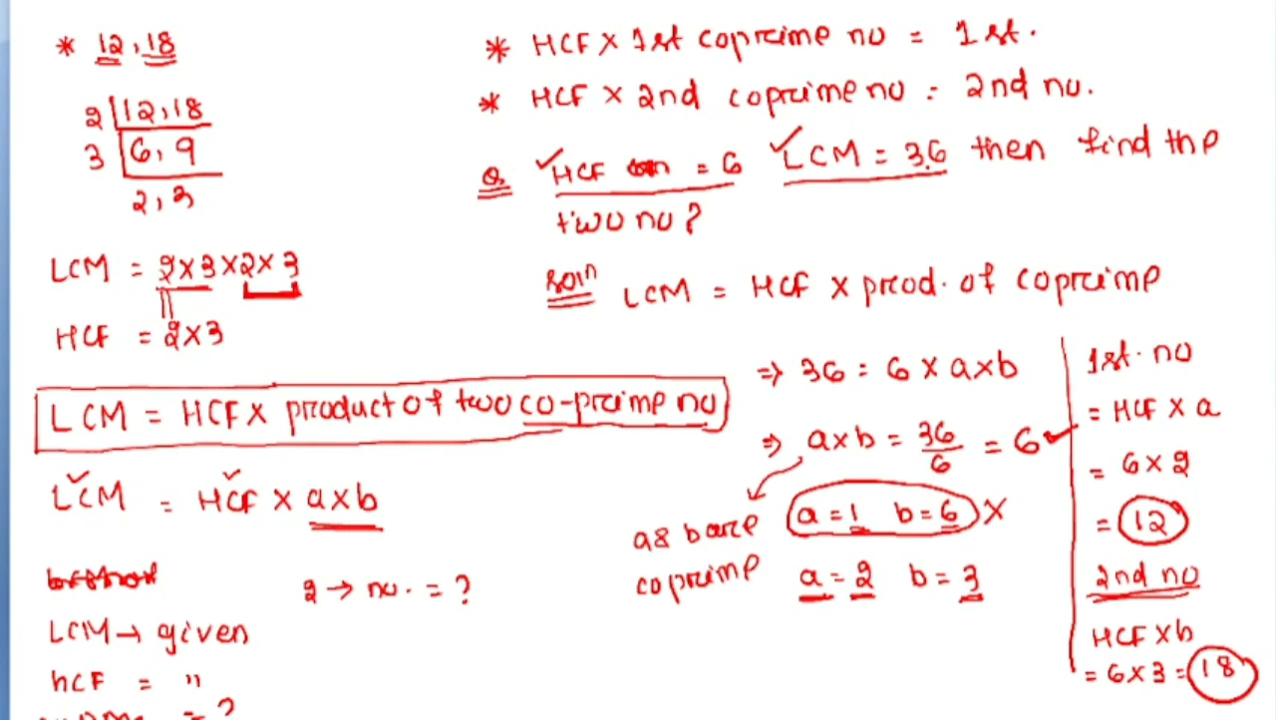 * 12, 18
2 | 12, 18
3 | 6, 9
2, 3
LCM = 2×3×2×3
HCF = 2×3
LCM = HCF × product of two co-prime no
LCM = HCF × a×b
2 → no. = ?
LCM → given
hCF = "
= ?
* HCF × 1st coprime no = 1st.
* HCF × 2nd coprime no = 2nd no.
Q HCF = 6 LCM = 36 then find the
two no?
soln LCM = HCF × prod. of coprime
⇒ 36 = 6 × a×b
⇒ a×b = 36/6 = 6
a & b are
coprime
a = 1 b = 6 ×
a = 2 b = 3
1st. no
= HCF × a
= 6 × 2
= 12
2nd no
HCF × b
= 6×3 = 18